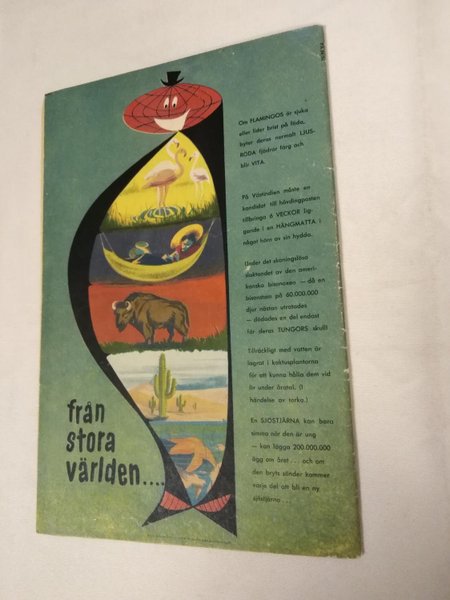 Om FLAMINGOS är sjuka
eller lider brist på föda,
byter deras normalt LJUS-
RÖDA fjädrar färg och
blir VITA.
På Västindien måste en
kandidat till hövdingposten
tillbringa 6 VECKOR lig-
gande i en HÄNGMATTA i
något hörn av sin hydda.
Under det skoningslösa
slaktandet av den ameri-
kanska bisonoxen — då en
bisonstam på 60.000.000
djur nästan utrotades
— dödades en del endast
för deras TUNGORS skull!
Tillräckligt med vatten är
lagrat i kaktusplantorna
för att kunna hålla dem vid
liv under åratal. (I
händelse av torka.)
En SJÖSTJÄRNA kan bara
simma när den är ung
— kan lägga 200.000.000
ägg om året . . . och om
den bryts sönder kommer
varje del att bli en ny
sjöstjärna . . .
från
stora
världen....